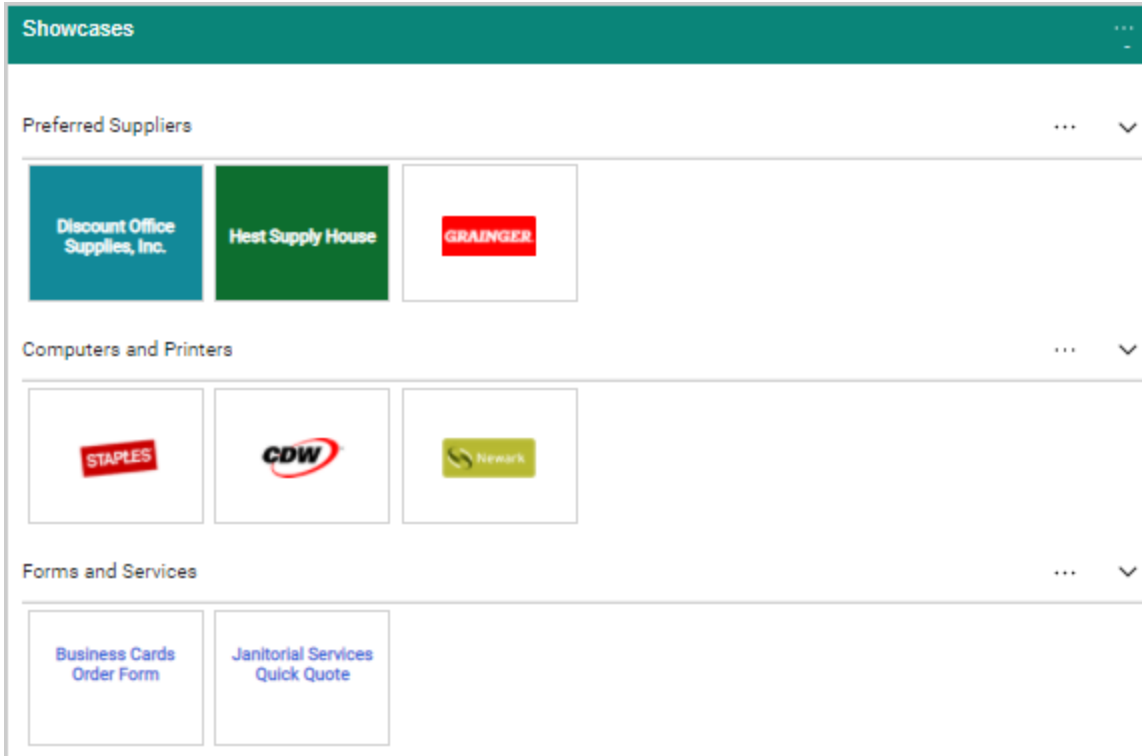 Showcases
Preferred Suppliers
Discount Office
Supplies, Inc.
Hest Supply House
GRAINGER
Computers and Printers
STAPLES
CDW
Newark
Forms and Services
Business Cards
Order Form
Janitorial Services
Quick Quote